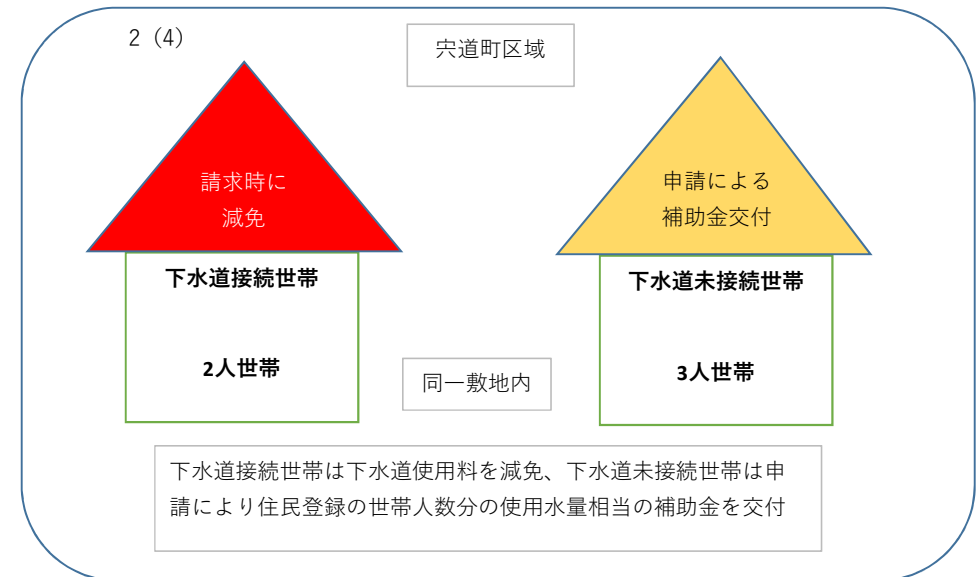 2（4）
宍道町区域
請求時に
減免
申請による
補助金交付
下水道接続世帯
2人世帯
下水道未接続世帯
3人世帯
同一敷地内
下水道接続世帯は下水道使用料を減免、下水道未接続世帯は申
請により住民登録の世帯人数分の使用水量相当の補助金を交付